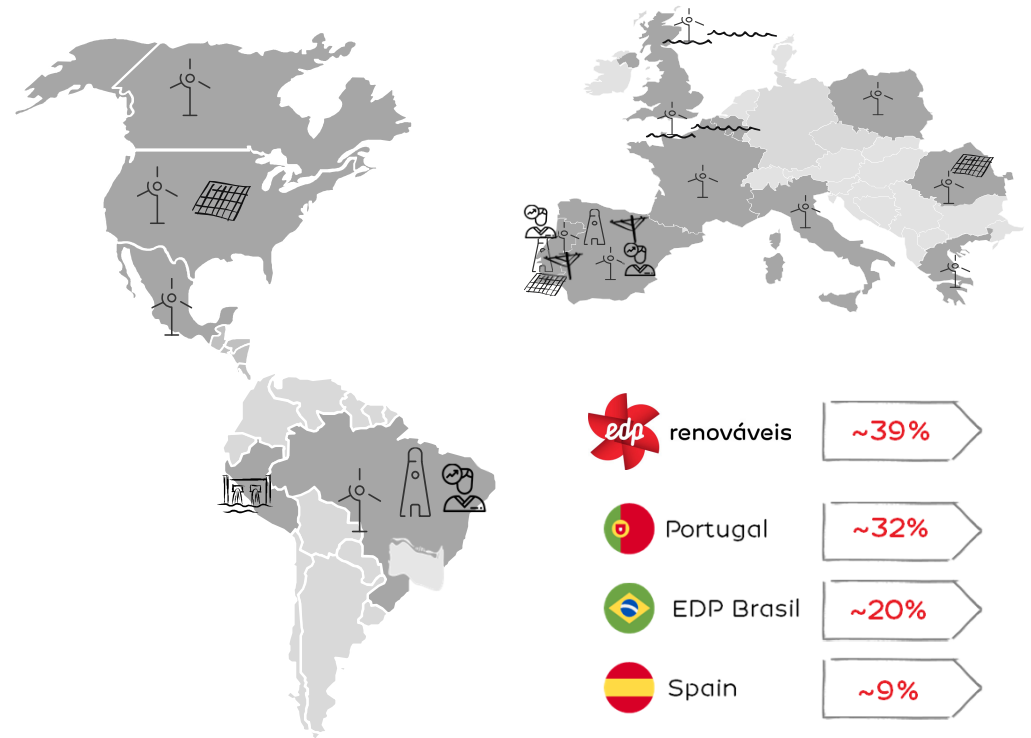 edp renováveis ~39%
Portugal ~32%
EDP Brasil ~20%
Spain ~9%